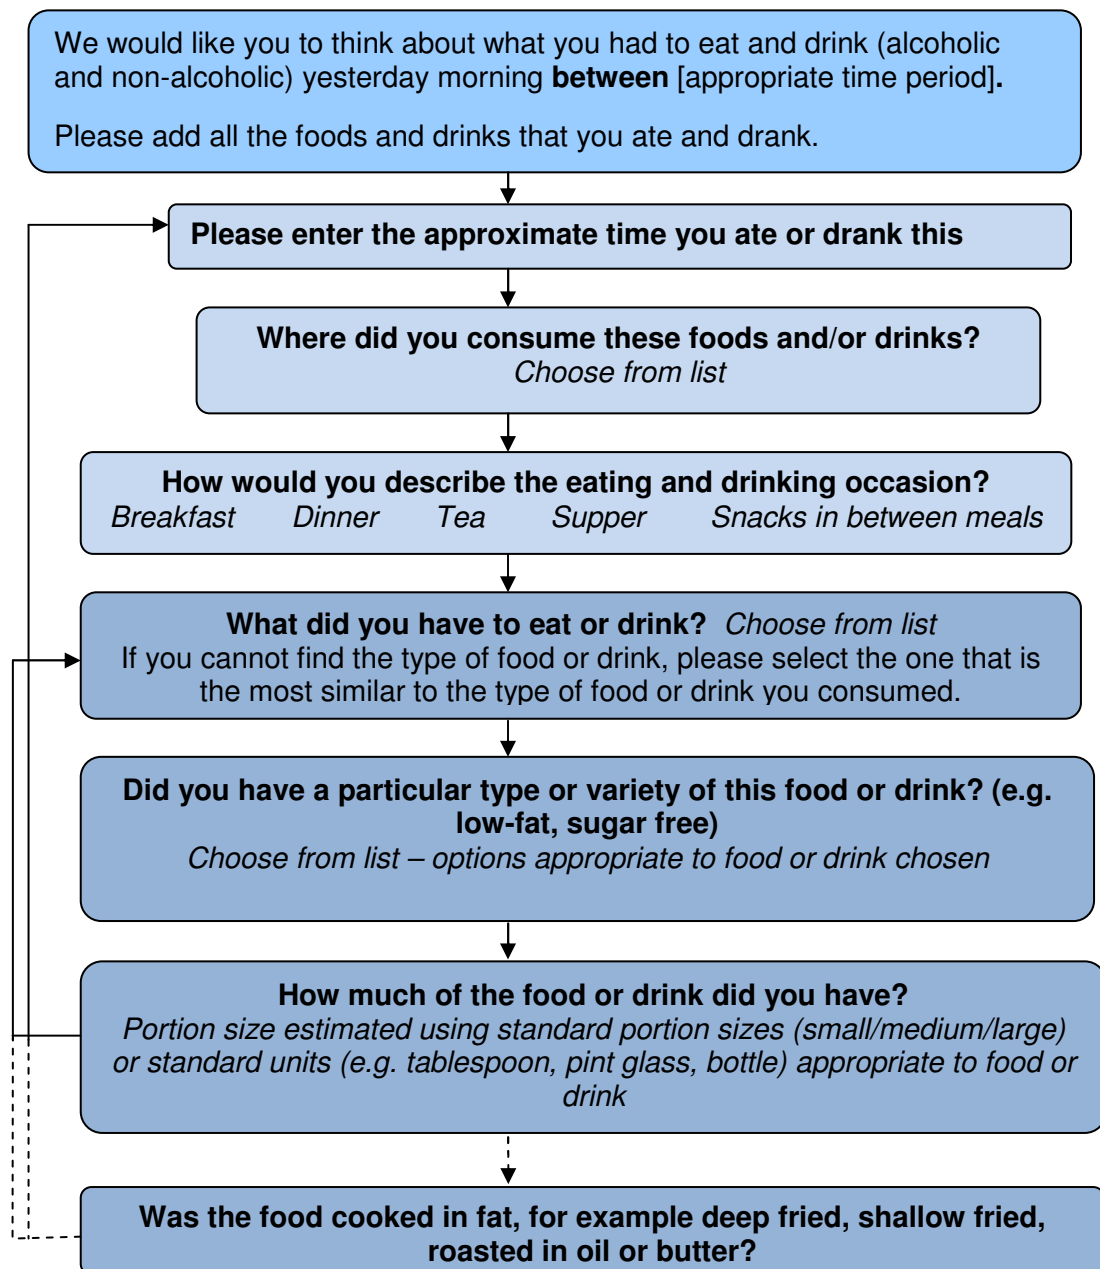 We would like you to think about what you had to eat and drink (alcoholic
and non-alcoholic) yesterday morning between [appropriate time period].
Please add all the foods and drinks that you ate and drank.
Please enter the approximate time you ate or drank this
Where did you consume these foods and/or drinks?
Choose from list
How would you describe the eating and drinking occasion?
Breakfast Dinner Tea Supper Snacks in between meals
What did you have to eat or drink? Choose from list
If you cannot find the type of food or drink, please select the one that is
the most similar to the type of food or drink you consumed.
Did you have a particular type or variety of this food or drink? (e.g.
low-fat, sugar free)
Choose from list – options appropriate to food or drink chosen
How much of the food or drink did you have?
Portion size estimated using standard portion sizes (small/medium/large)
or standard units (e.g. tablespoon, pint glass, bottle) appropriate to food or
drink
Was the food cooked in fat, for example deep fried, shallow fried,
roasted in oil or butter?